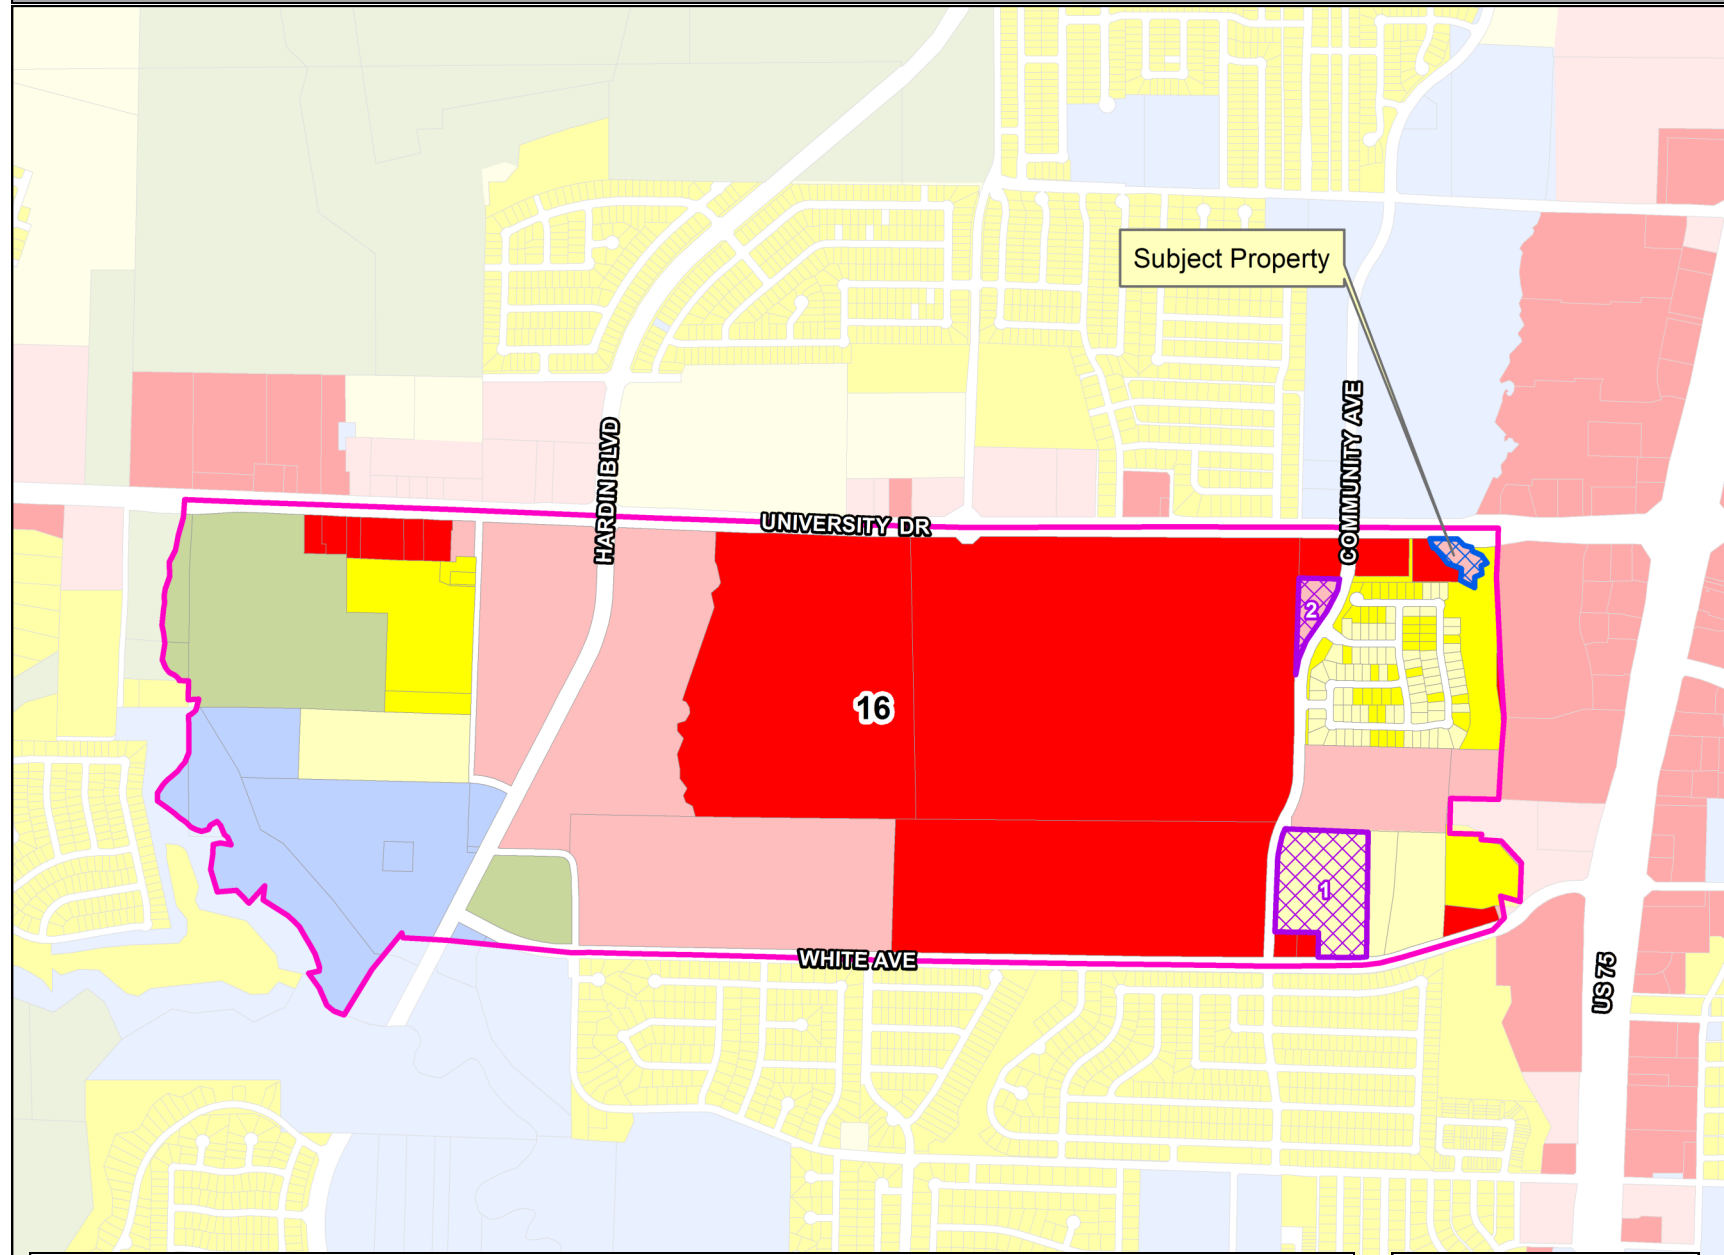 Subject Property
COMMUNITY AVE
HARDIN BLVD
UNIVERSITY DR
2
16
1
WHITE AVE
US 75